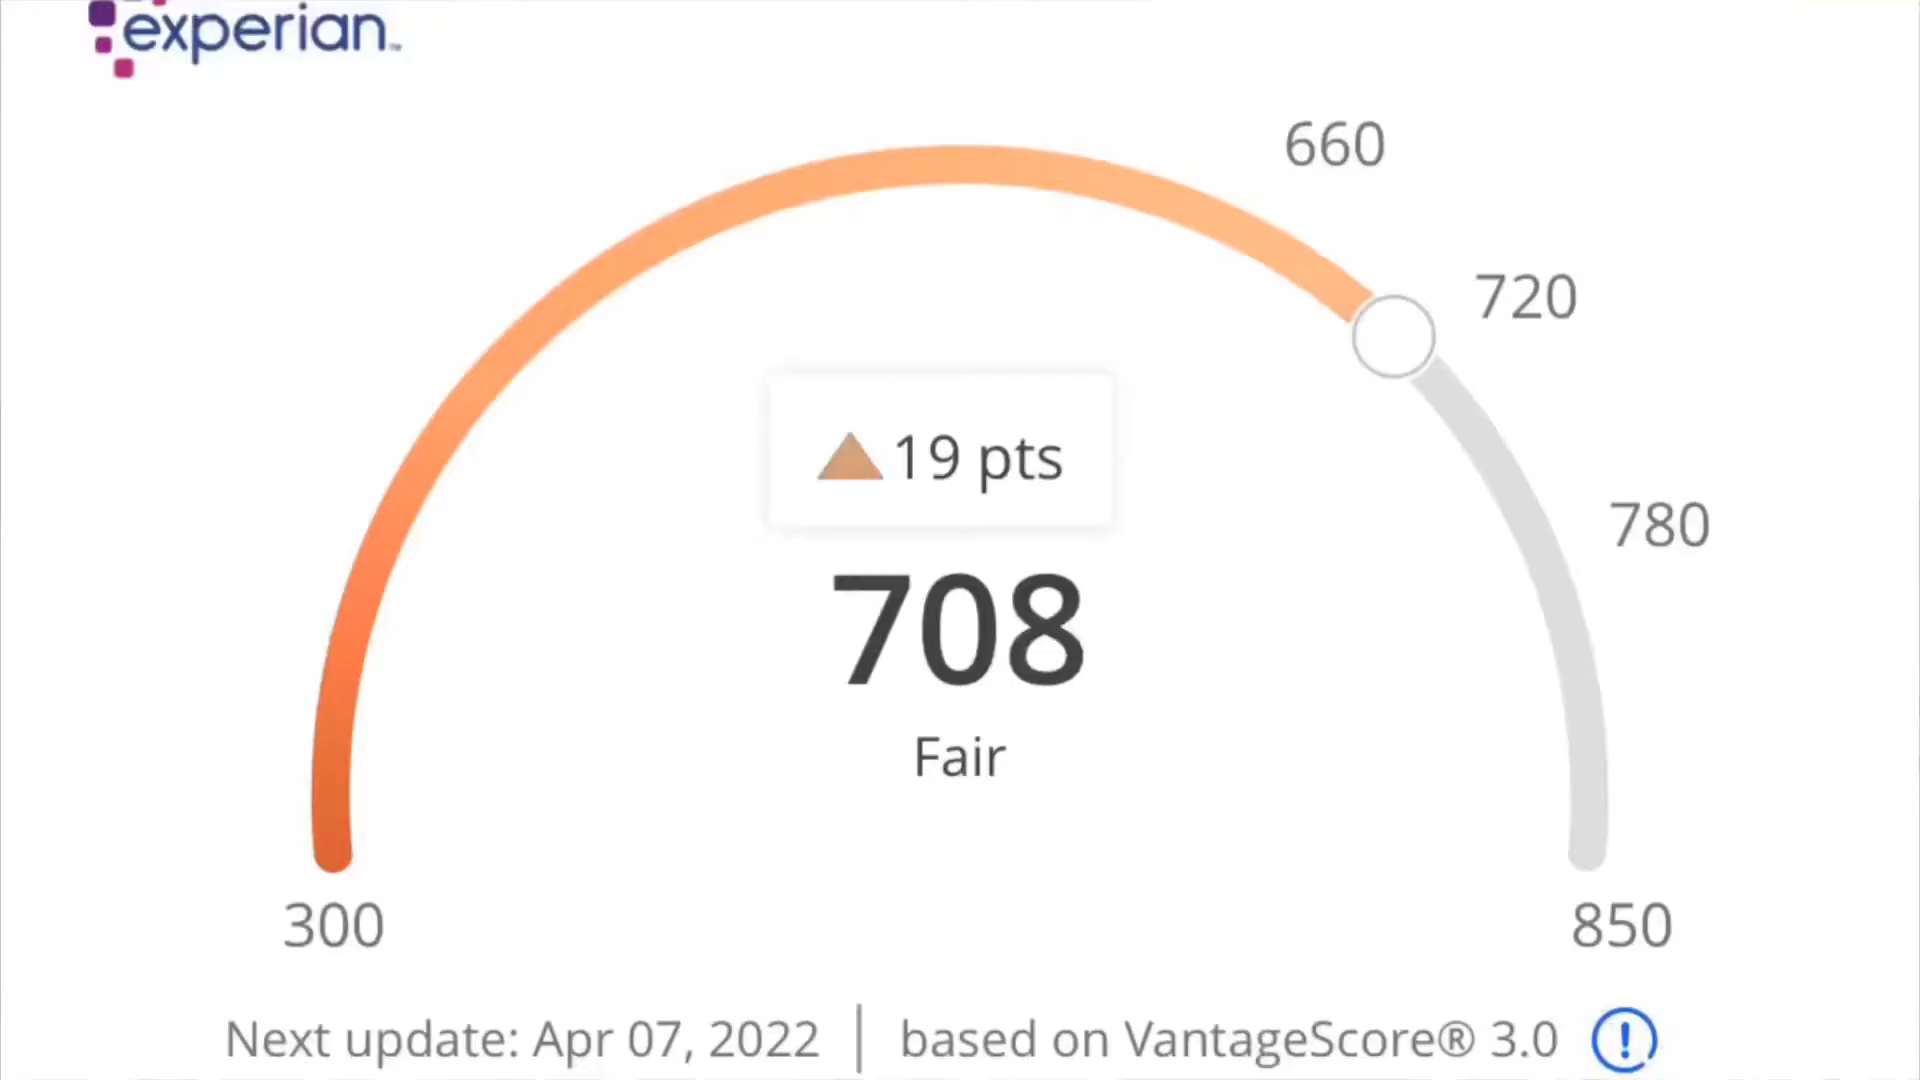 experian™
660
720
19 pts
780
708
Fair
300
850
Next update: Apr 07, 2022 | based on VantageScore® 3.0